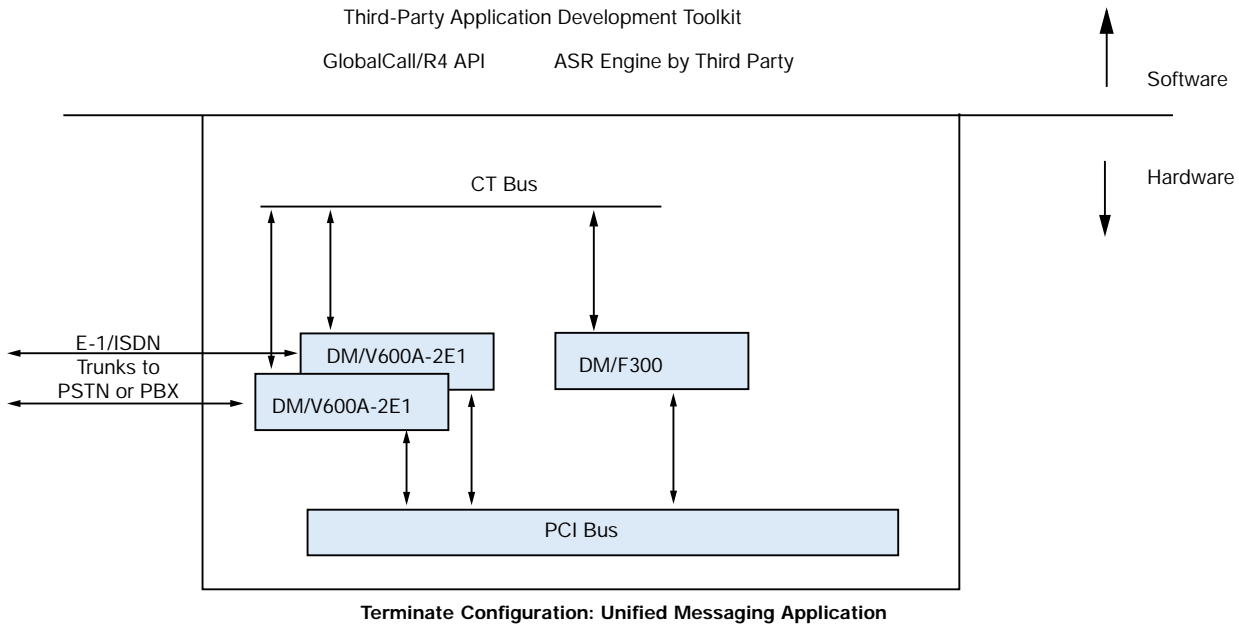 Third-Party Application Development Toolkit
GlobalCall/R4 API
ASR Engine by Third Party
Software
Hardware
CT Bus
E-1/ISDN
Trunks to
PSTN or PBX
DM/V600A-2E1
DM/F300
DM/V600A-2E1
PCI Bus
Terminate Configuration: Unified Messaging Application